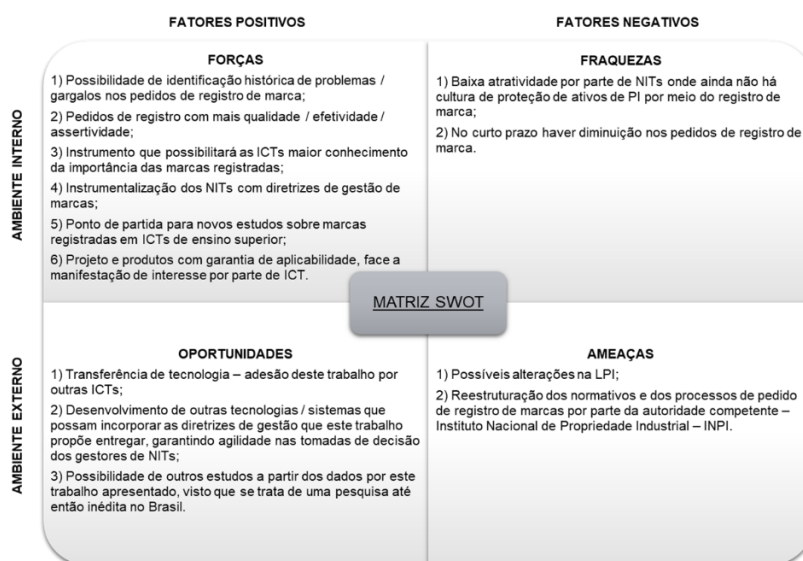 FATORES POSITIVOS
FATORES NEGATIVOS
AMBIENTE INTERNO
FORÇAS
1) Possibilidade de identificação histórica de problemas /
gargalos nos pedidos de registro de marca;
2) Pedidos de registro com mais qualidade / efetividade /
assertividade;
3) Instrumento que possibilitará as ICTs maior conhecimento
da importância das marcas registradas;
4) Instrumentalização dos NITs com diretrizes de gestão de
marcas;
5) Ponto de partida para novos estudos sobre marcas
registradas em ICTs de ensino superior;
6) Projeto e produtos com garantia de aplicabilidade, face a
manifestação de interesse por parte de ICT.
FRAQUEZAS
1) Baixa atratividade por parte de NITs onde ainda não há
cultura de proteção de ativos de PI por meio do registro de
marca;
2) No curto prazo haver diminuição nos pedidos de registro de
marca.
MATRIZ SWOT
AMBIENTE EXTERNO
OPORTUNIDADES
1) Transferência de tecnologia – adesão deste trabalho por
outras ICTs;
2) Desenvolvimento de outras tecnologias / sistemas que
possam incorporar as diretrizes de gestão que este trabalho
propõe entregar, garantindo agilidade nas tomadas de decisão
dos gestores de NITs;
3) Possibilidade de outros estudos a partir dos dados por este
trabalho apresentado, visto que se trata de uma pesquisa até
então inédita no Brasil.
AMEAÇAS
1) Possíveis alterações na LPI;
2) Reestruturação dos normativos e dos processos de pedido
de registro de marcas por parte da autoridade competente –
Instituto Nacional de Propriedade Industrial – INPI.